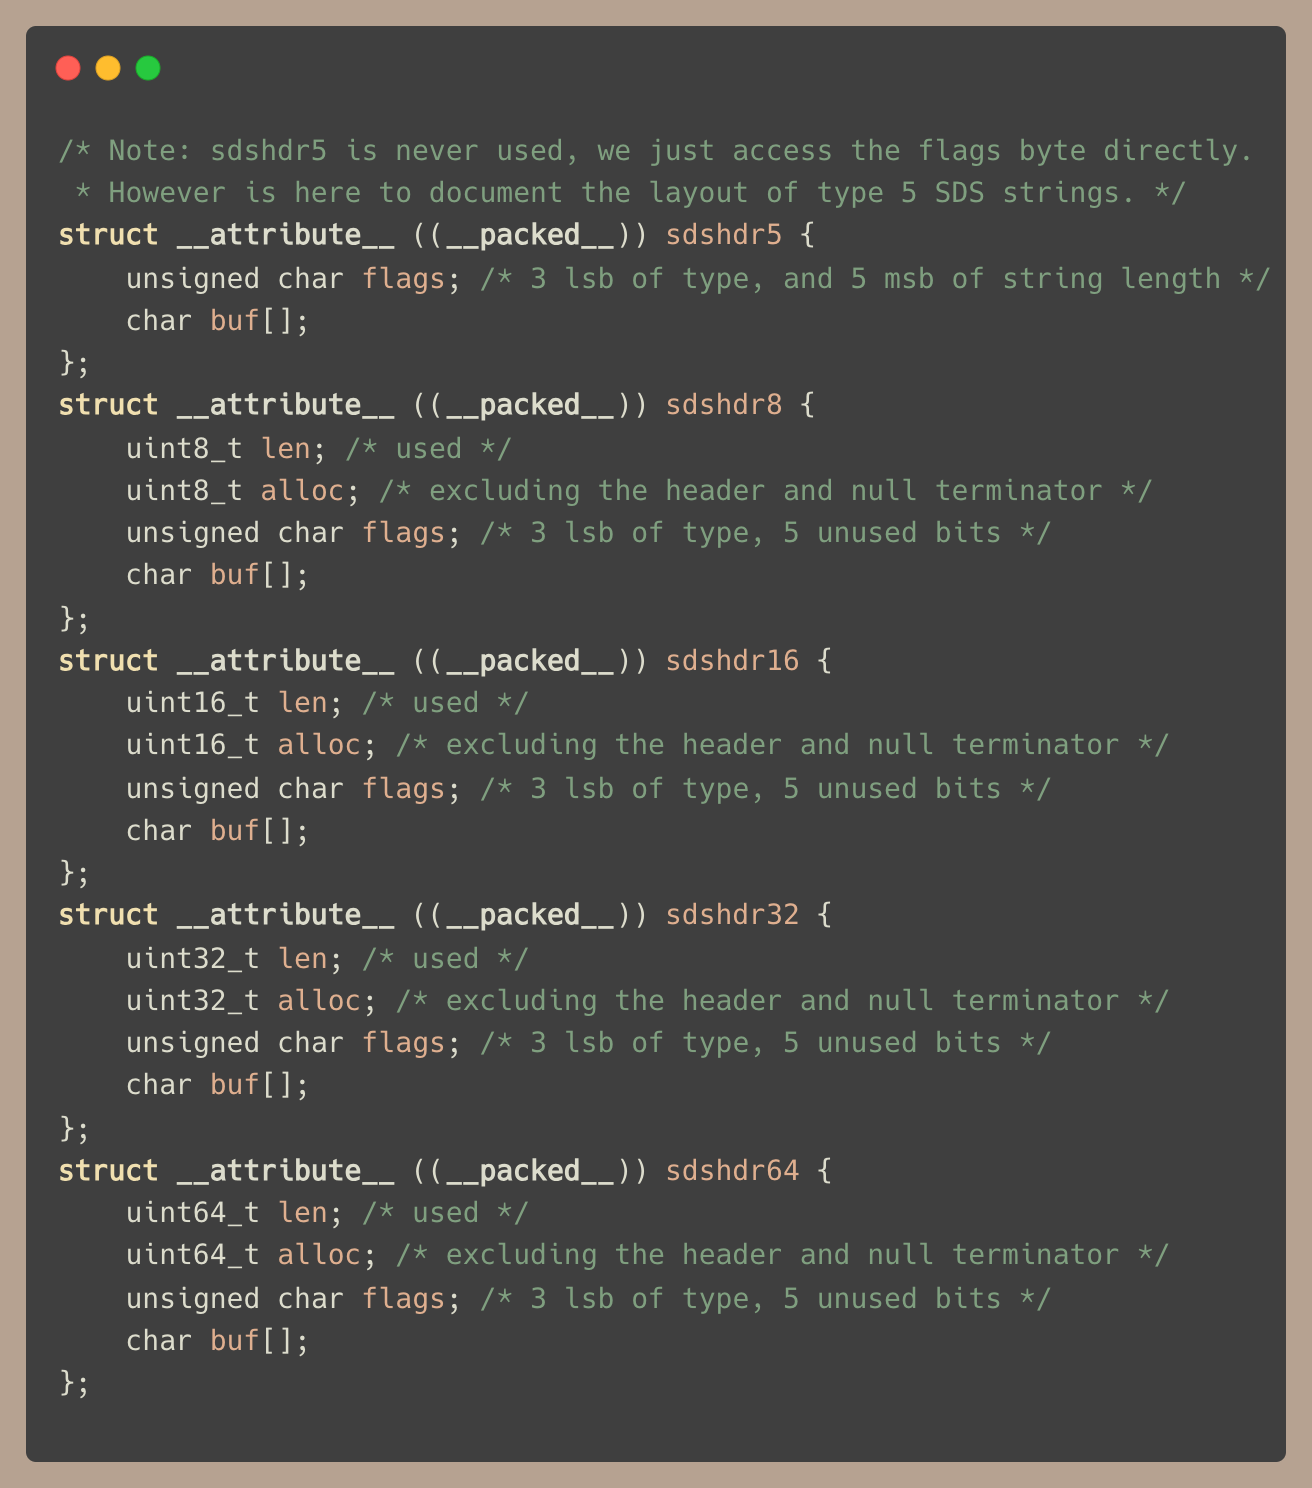 /* Note: sdshdr5 is never used, we just access the flags byte directly.
 * However is here to document the layout of type 5 SDS strings. */
struct __attribute__ ((__packed__)) sdshdr5 {
    unsigned char flags; /* 3 lsb of type, and 5 msb of string length */
    char buf[];
};
struct __attribute__ ((__packed__)) sdshdr8 {
    uint8_t len; /* used */
    uint8_t alloc; /* excluding the header and null terminator */
    unsigned char flags; /* 3 lsb of type, 5 unused bits */
    char buf[];
};
struct __attribute__ ((__packed__)) sdshdr16 {
    uint16_t len; /* used */
    uint16_t alloc; /* excluding the header and null terminator */
    unsigned char flags; /* 3 lsb of type, 5 unused bits */
    char buf[];
};
struct __attribute__ ((__packed__)) sdshdr32 {
    uint32_t len; /* used */
    uint32_t alloc; /* excluding the header and null terminator */
    unsigned char flags; /* 3 lsb of type, 5 unused bits */
    char buf[];
};
struct __attribute__ ((__packed__)) sdshdr64 {
    uint64_t len; /* used */
    uint64_t alloc; /* excluding the header and null terminator */
    unsigned char flags; /* 3 lsb of type, 5 unused bits */
    char buf[];
};